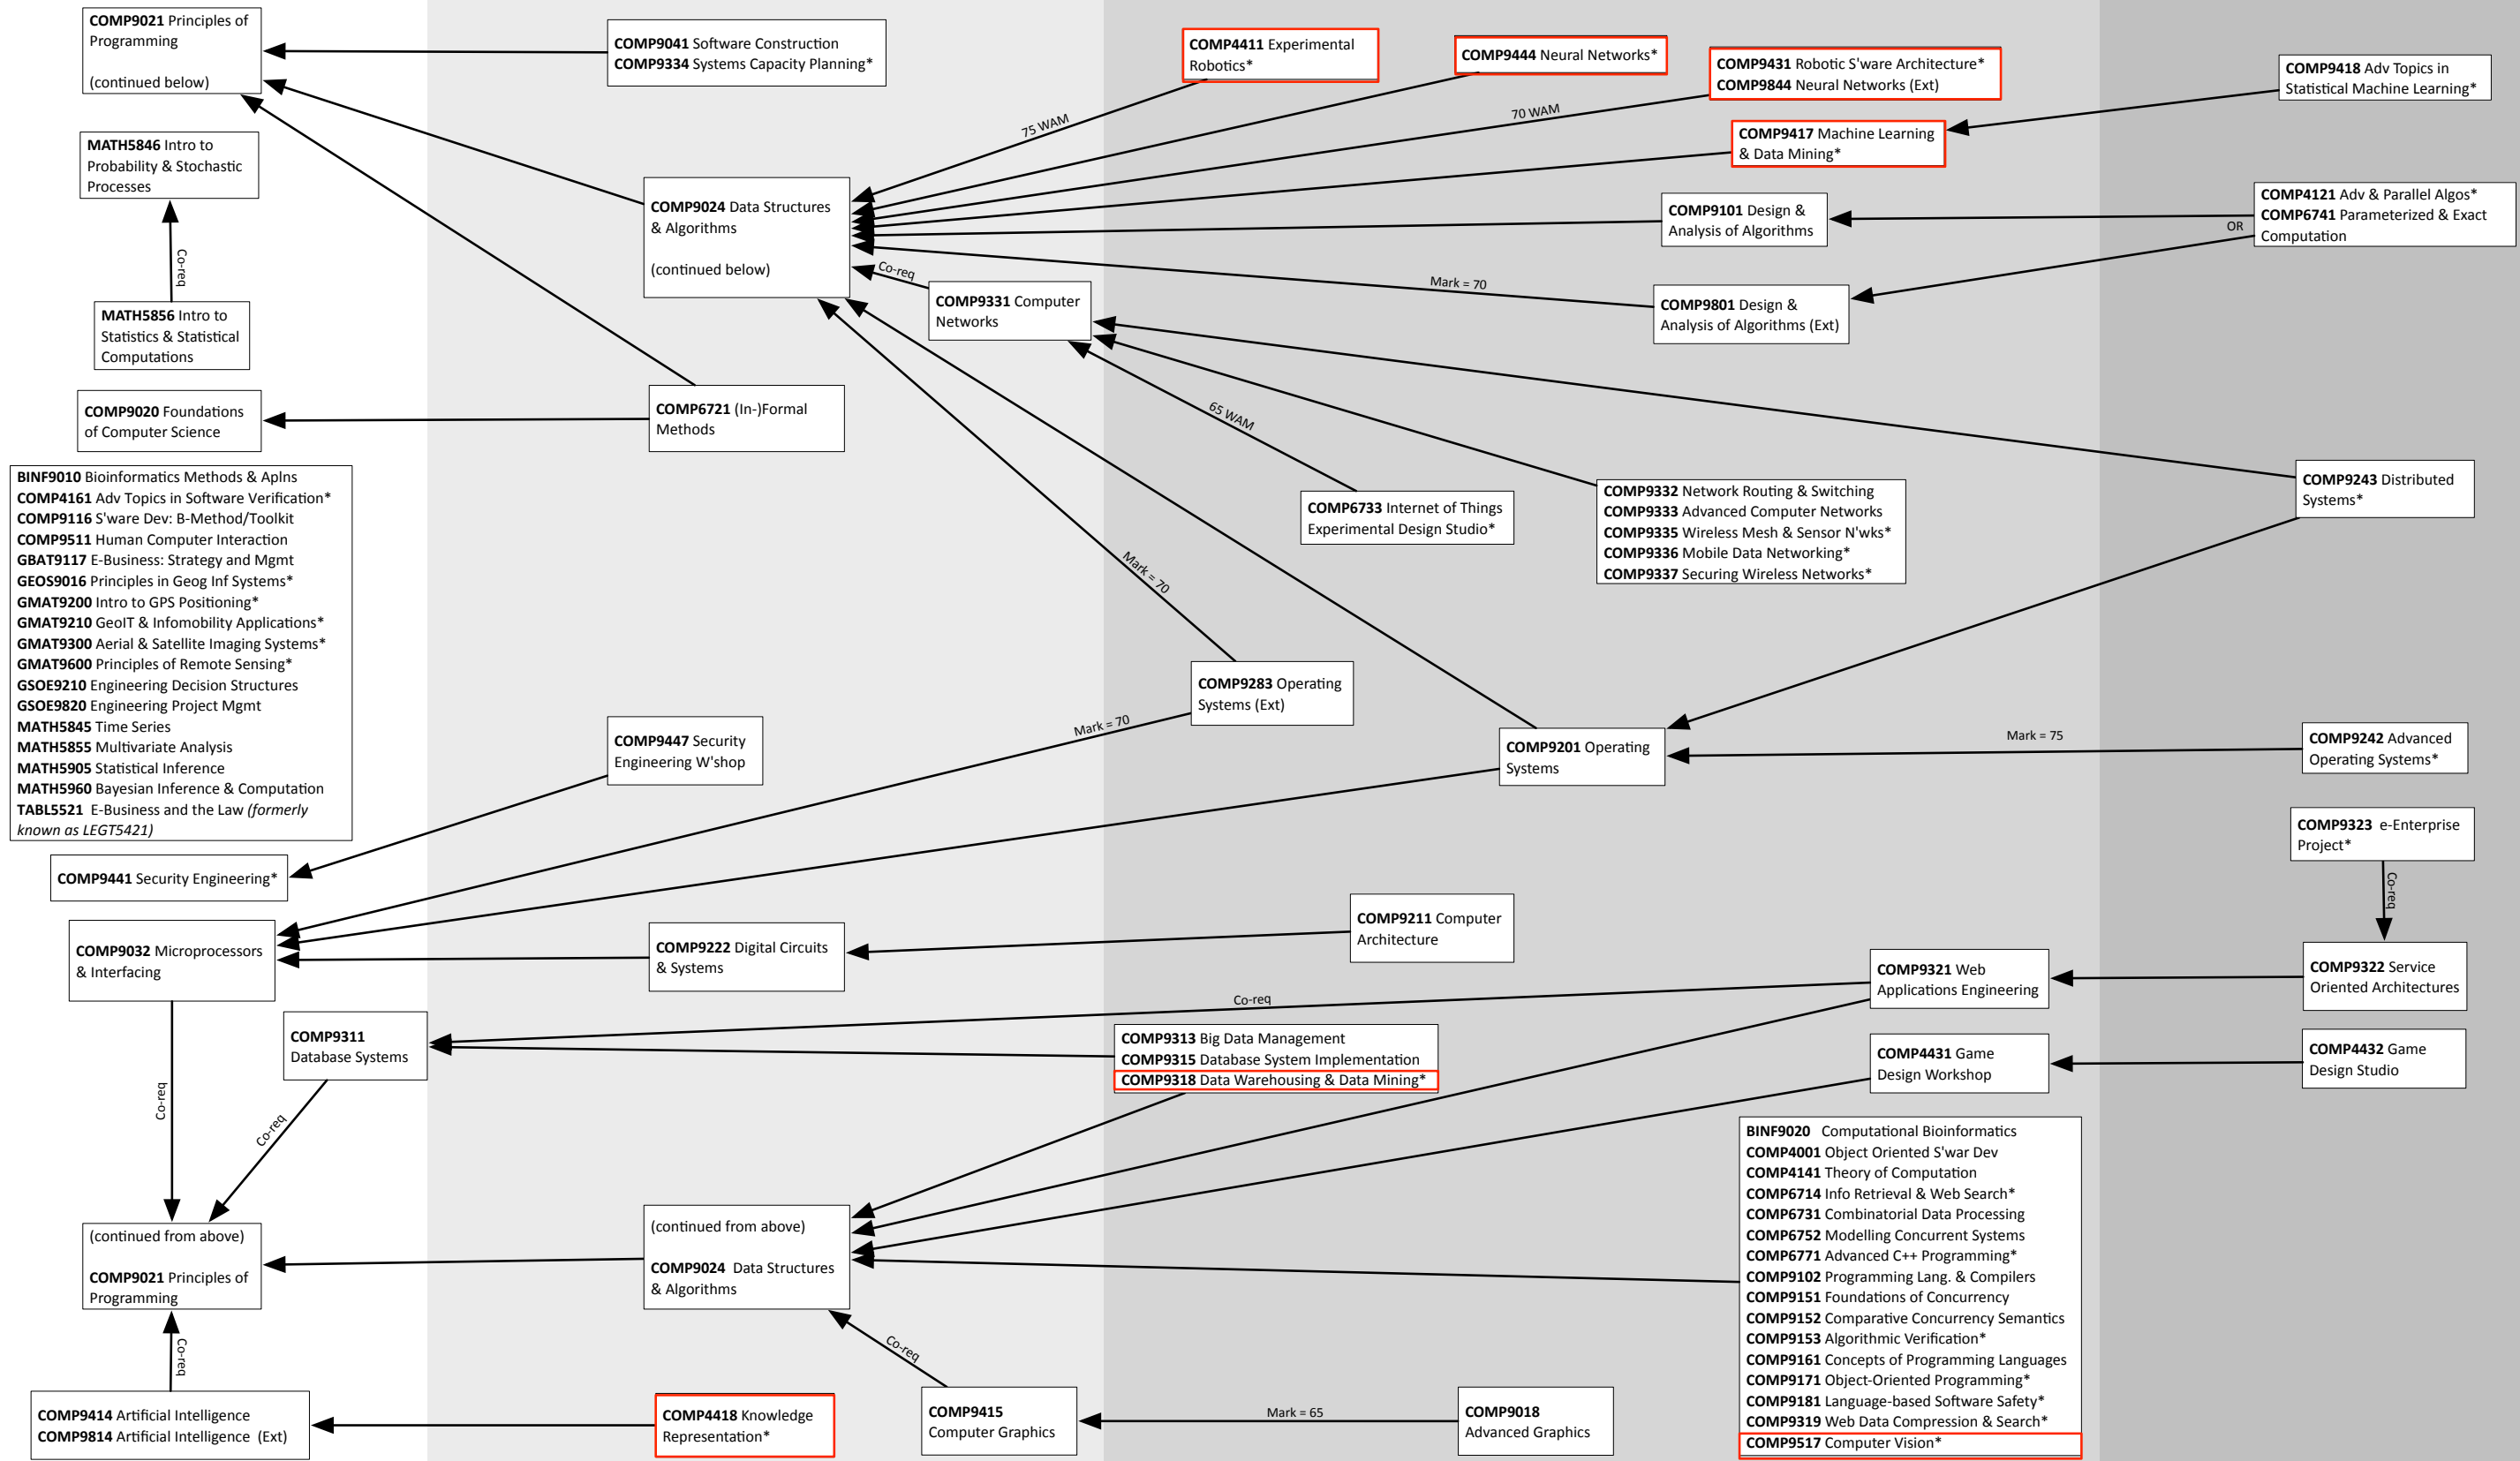 COMP9021 Principles of
Programming
(continued below)
COMP9041 Software Construction
COMP9334 Systems Capacity Planning*
COMP4411 Experimental
Robotics*
COMP9444 Neural Networks*
COMP9431 Robotic S'ware Architecture*
COMP9844 Neural Networks (Ext)
COMP9418 Adv Topics in
Statistical Machine Learning*
75 WAM
70 WAM
COMP9417 Machine Learning
& Data Mining*
MATH5846 Intro to
Probability & Stochastic
Processes
Co-req
MATH5856 Intro to
Statistics & Statistical
Computations
COMP9024 Data Structures
& Algorithms
(continued below)
COMP9101 Design &
Analysis of Algorithms
COMP4121 Adv & Parallel Algos*
COMP6741 Parameterized & Exact
Computation
OR
Co-req
COMP9331 Computer
Networks
Mark = 70
COMP9801 Design &
Analysis of Algorithms (Ext)
COMP9020 Foundations
of Computer Science
COMP6721 (In-)Formal
Methods
65 WAM
BINF9010 Bioinformatics Methods & Aplns
COMP4161 Adv Topics in Software Verification*
COMP9116 S'ware Dev: B-Method/Toolkit
COMP9511 Human Computer Interaction
GBAT9117 E-Business: Strategy and Mgmt
GEOS9016 Principles in Geog Inf Systems*
GMAT9200 Intro to GPS Positioning*
GMAT9210 GeoIT & Infomobility Applications*
GMAT9300 Aerial & Satellite Imaging Systems*
GMAT9600 Principles of Remote Sensing*
GSOE9210 Engineering Decision Structures
GSOE9820 Engineering Project Mgmt
MATH5845 Time Series
MATH5855 Multivariate Analysis
MATH5905 Statistical Inference
MATH5960 Bayesian Inference & Computation
TABL5521 E-Business and the Law (formerly
known as LEGT5421)
COMP6733 Internet of Things
Experimental Design Studio*
COMP9332 Network Routing & Switching
COMP9333 Advanced Computer Networks
COMP9335 Wireless Mesh & Sensor N'wks*
COMP9336 Mobile Data Networking*
COMP9337 Securing Wireless Networks*
COMP9243 Distributed
Systems*
Mark = 70
COMP9283 Operating
Systems (Ext)
Mark = 70
COMP9447 Security
Engineering W'shop
COMP9201 Operating
Systems
Mark = 75
COMP9242 Advanced
Operating Systems*
COMP9323 e-Enterprise
Project*
Co-req
COMP9441 Security Engineering*
COMP9032 Microprocessors
& Interfacing
COMP9222 Digital Circuits
& Systems
COMP9211 Computer
Architecture
COMP9321 Web
Applications Engineering
COMP9322 Service
Oriented Architectures
Co-req
COMP9311
Database Systems
COMP9313 Big Data Management
COMP9315 Database System Implementation
COMP9318 Data Warehousing & Data Mining*
COMP4431 Game
Design Workshop
COMP4432 Game
Design Studio
Co-req
Co-req
BINF9020 Computational Bioinformatics
COMP4001 Object Oriented S'war Dev
COMP4141 Theory of Computation
COMP6714 Info Retrieval & Web Search*
COMP6731 Combinatorial Data Processing
COMP6752 Modelling Concurrent Systems
COMP6771 Advanced C++ Programming*
COMP9102 Programming Lang. & Compilers
COMP9151 Foundations of Concurrency
COMP9152 Comparative Concurrency Semantics
COMP9153 Algorithmic Verification*
COMP9161 Concepts of Programming Languages
COMP9171 Object-Oriented Programming*
COMP9181 Language-based Software Safety*
COMP9319 Web Data Compression & Search*
COMP9517 Computer Vision*
(continued from above)
COMP9021 Principles of
Programming
(continued from above)
COMP9024 Data Structures
& Algorithms
Co-req
Co-req
COMP9414 Artificial Intelligence
COMP9814 Artificial Intelligence (Ext)
COMP4418 Knowledge
Representation*
COMP9415
Computer Graphics
Mark = 65
COMP9018
Advanced Graphics